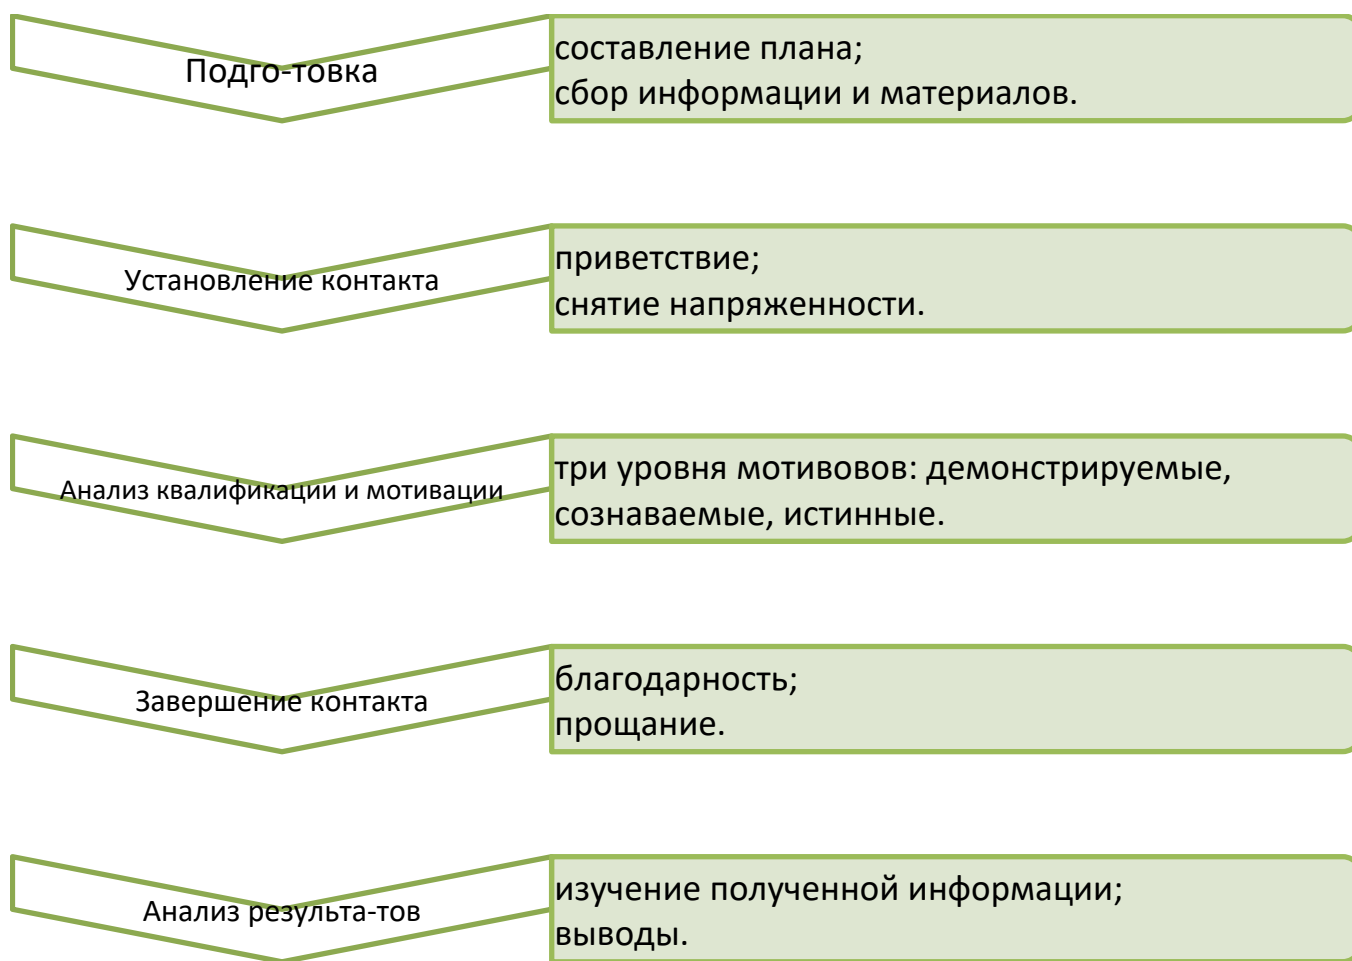 Подго-товка
составление плана;
сбор информации и материалов.
Установление контакта
приветствие;
снятие напряженности.
Анализ квалификации и мотивации
три уровня мотивовов: демонстрируемые,
сознаваемые, истинные.
Завершение контакта
благодарность;
прощание.
Анализ результа-тов
изучение полученной информации;
выводы.